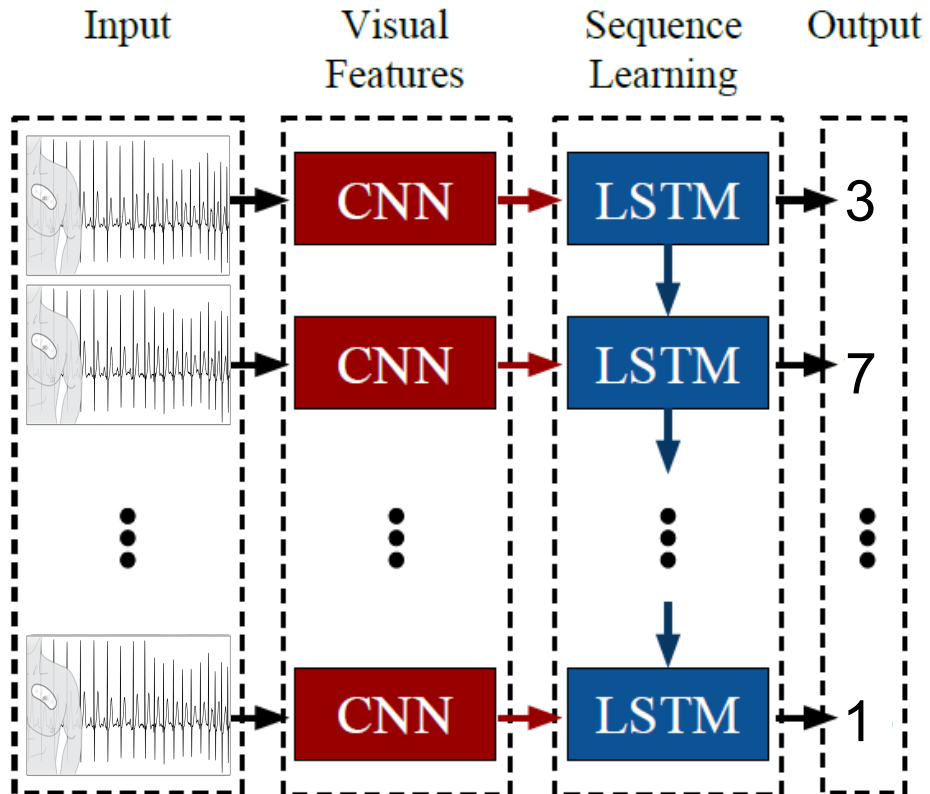 Input
Visual
Features
Sequence
Learning
Output
CNN
LSTM
3
CNN
LSTM
7
CNN
LSTM
1